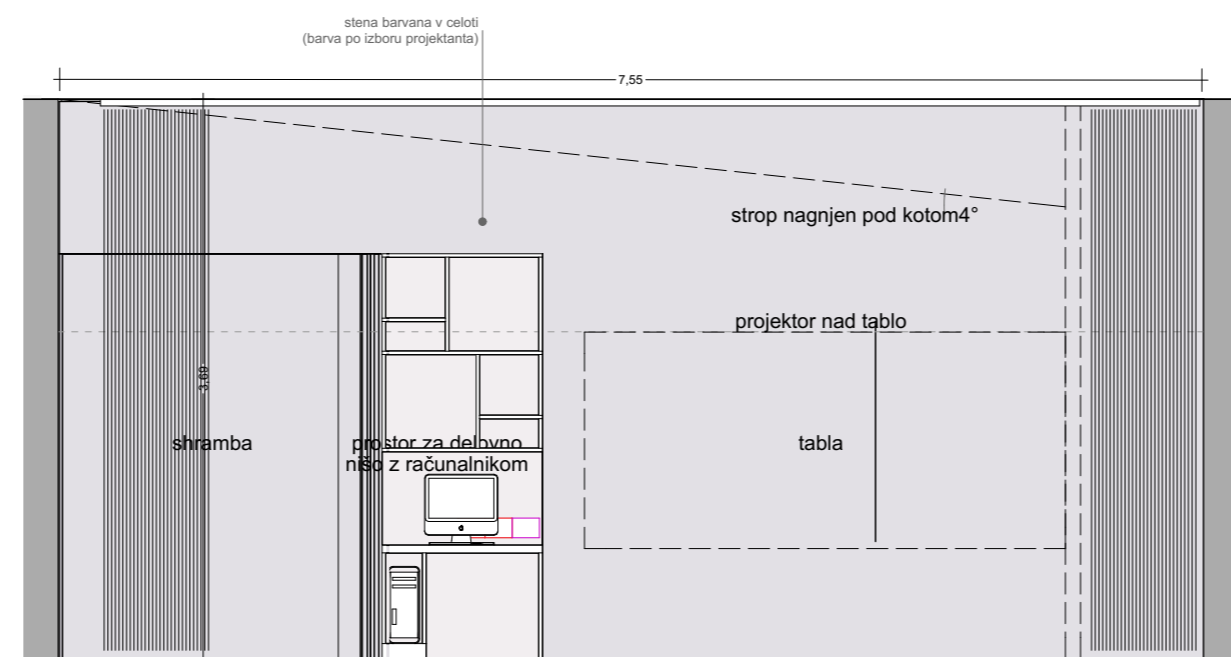 stena barvana v celoti
(barva po izboru projektanta)
7,55
strop nagnjen pod kotom4°
projektor nad tablo
3,69
shramba
prostor za delovno
nišo z računalnikom
tabla